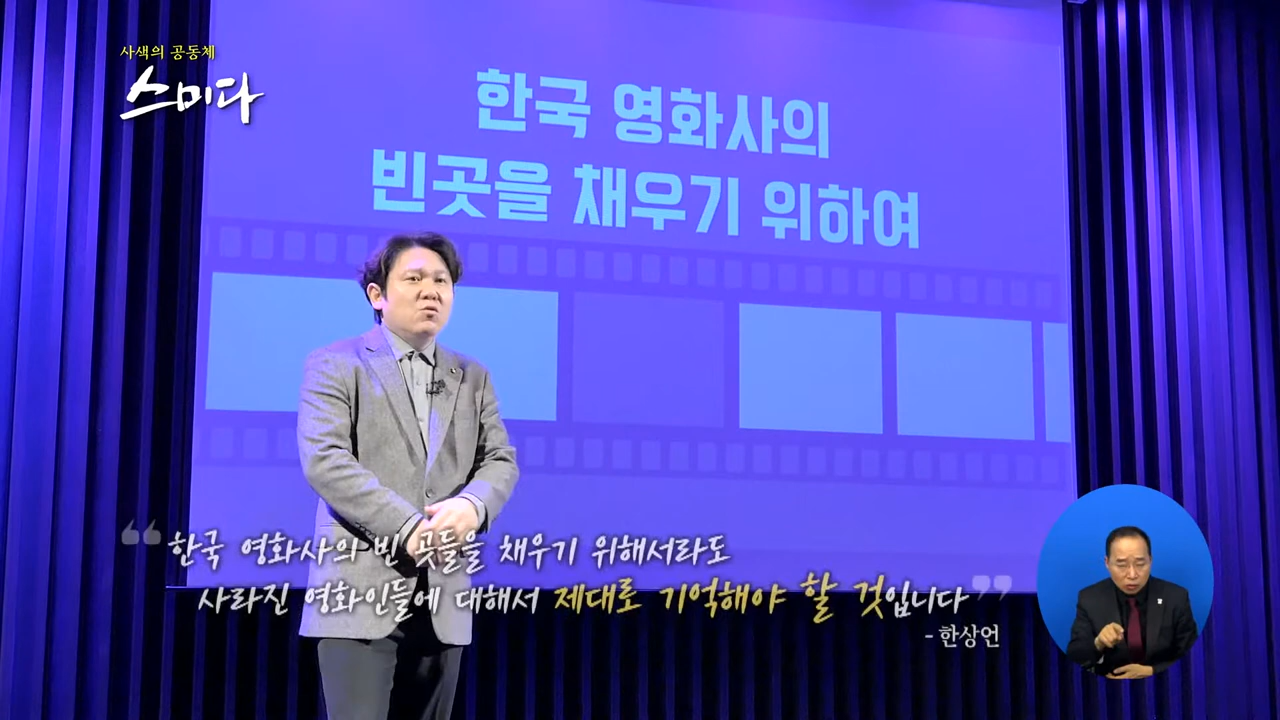 사색의 공동체
스미다
한국 영화사의
빈곳을 채우기 위하여
“한국 영화사의 빈 곳들을 채우기 위해서라도
사라진 영화인들에 대해서 제대로 기억해야 할 것입니다”
- 한상언